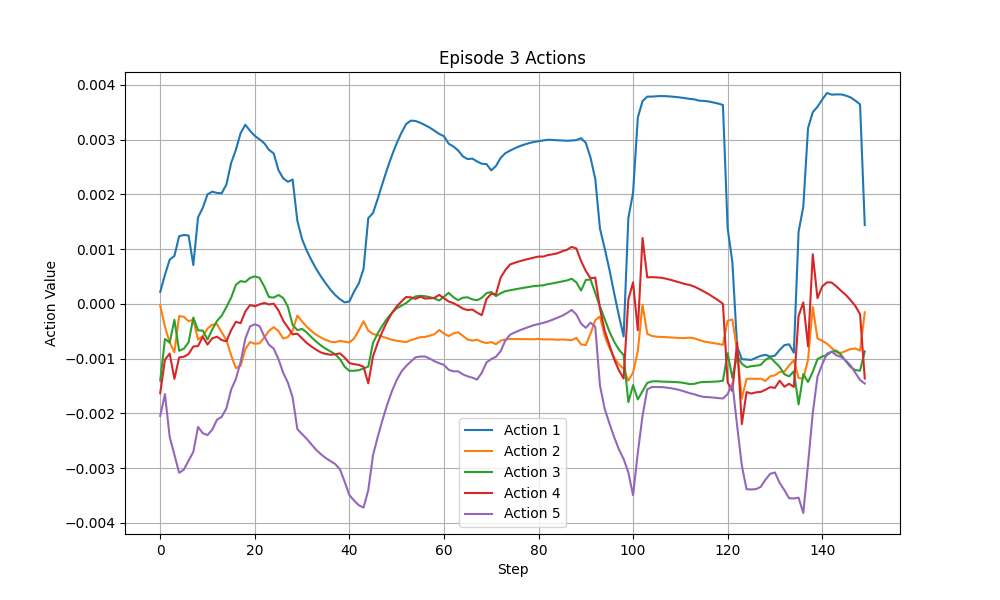 Episode 3 Actions
Action Value
0.004
0.003
0.002
0.001
0.000
−0.001
−0.002
−0.003
−0.004
Action 1
Action 2
Action 3
Action 4
Action 5
0 20 40 60 80 100 120 140
Step